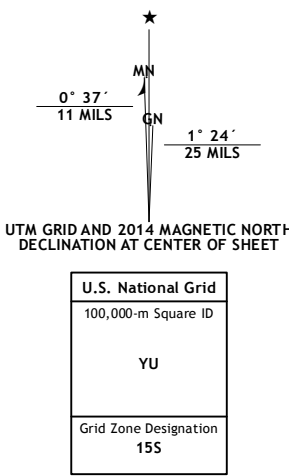 ★
MN
0° 37´
11 MILS
GN
1° 24´
25 MILS
UTM GRID AND 2014 MAGNETIC NORTH
DECLINATION AT CENTER OF SHEET
U.S. National Grid
100,000-m Square ID
YU
Grid Zone Designation
15S